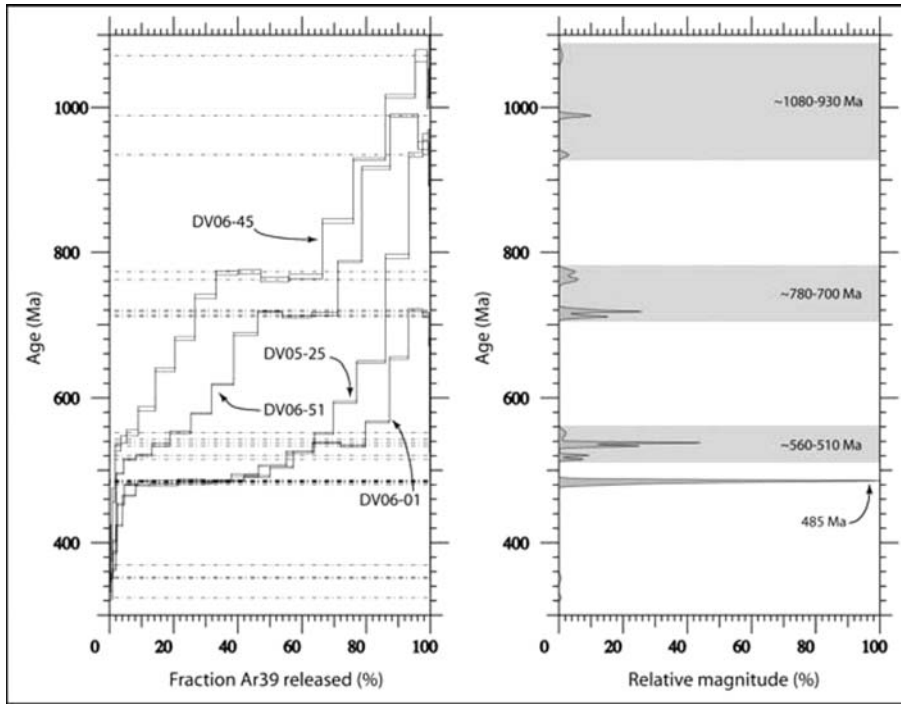 1000
800
600
400
Age (Ma)
DV06-45
DV05-25
DV06-51
DV06-01
0 20 40 60 80 100
Fraction Ar39 released (%)
1000
800
600
400
Age (Ma)
~1080-930 Ma
~780-700 Ma
~560-510 Ma
485 Ma
0 20 40 60 80 100
Relative magnitude (%)